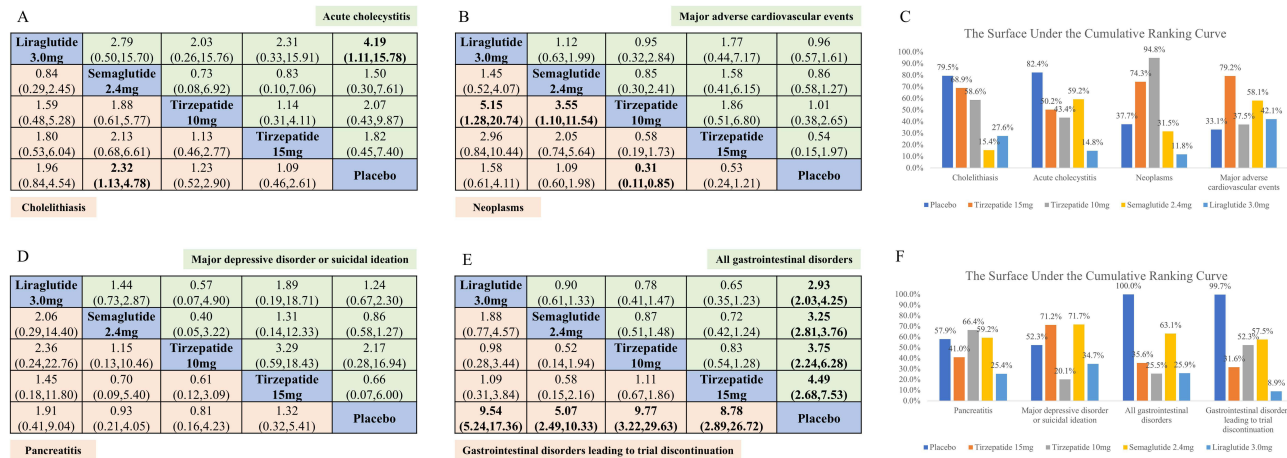 A
Acute cholecystitis
Liraglutide 3.0mg 2.79 (0.50,15.70) 2.03 (0.26,15.76) 2.31 (0.33,15.91) 4.19 (1.11,15.78)
0.84 (0.29,2.45) Semaglutide 2.4mg 0.73 (0.08,6.92) 0.83 (0.10,7.06) 1.50 (0.30,7.61)
1.59 (0.48,5.28) 1.88 (0.61,5.77) Tirzepatide 10mg 1.14 (0.31,4.11) 2.07 (0.43,9.87)
1.80 (0.53,6.04) 2.13 (0.68,6.61) 1.13 (0.46,2.77) Tirzepatide 15mg 1.82 (0.45,7.40)
1.96 (0.84,4.54) 2.32 (1.13,4.78) 1.23 (0.52,2.90) 1.09 (0.46,2.61) Placebo
Cholelithiasis
B
Major adverse cardiovascular events
Liraglutide 3.0mg 1.12 (0.63,1.99) 0.95 (0.32,2.84) 1.77 (0.44,7.17) 0.96 (0.57,1.61)
1.45 (0.52,4.07) Semaglutide 2.4mg 0.85 (0.30,2.41) 1.58 (0.41,6.15) 0.86 (0.58,1.27)
5.15 (1.28,20.74) 3.55 (1.10,11.54) Tirzepatide 10mg 1.86 (0.51,6.80) 1.01 (0.38,2.65)
2.96 (0.84,10.44) 2.05 (0.74,5.64) 0.58 (0.19,1.73) Tirzepatide 15mg 0.54 (0.15,1.97)
1.58 (0.61,4.11) 1.09 (0.60,1.98) 0.31 (0.11,0.85) 0.53 (0.24,1.21) Placebo
Neoplasms
C
The Surface Under the Cumulative Ranking Curve
90.0%
80.0%
70.0%
60.0%
50.0%
40.0%
30.0%
20.0%
10.0%
0.0%
79.5% 68.9% 58.6% 15.4% 27.6%
82.4% 50.2% 43.4% 59.2% 14.8%
37.7% 74.3% 94.8% 31.5% 11.8%
33.1% 79.2% 37.5% 58.1% 42.1%
Cholelithiasis Acute cholecystitis Neoplasms Major adverse cardiovascular events
Placebo Tirzepatide 15mg Tirzepatide 10mg Semaglutide 2.4mg Liraglutide 3.0mg
D
Major depressive disorder or suicidal ideation
Liraglutide 3.0mg 1.44 (0.73,2.87) 0.57 (0.07,4.90) 1.89 (0.19,18.71) 1.24 (0.67,2.30)
2.06 (0.29,14.40) Semaglutide 2.4mg 0.40 (0.05,3.22) 1.31 (0.14,12.33) 0.86 (0.58,1.27)
2.36 (0.24,22.76) 1.15 (0.13,10.46) Tirzepatide 10mg 3.29 (0.59,18.43) 2.17 (0.28,16.94)
1.45 (0.18,11.80) 0.70 (0.09,5.40) 0.61 (0.12,3.09) Tirzepatide 15mg 0.66 (0.07,6.00)
1.91 (0.41,9.04) 0.93 (0.21,4.05) 0.81 (0.16,4.23) 1.32 (0.32,5.41) Placebo
Pancreatitis
E
All gastrointestinal disorders
Liraglutide 3.0mg 0.90 (0.61,1.33) 0.78 (0.41,1.47) 0.65 (0.35,1.23) 2.93 (2.03,4.25)
1.88 (0.77,4.57) Semaglutide 2.4mg 0.87 (0.51,1.48) 0.72 (0.42,1.24) 3.25 (2.81,3.76)
0.98 (0.28,3.44) 0.52 (0.14,1.94) Tirzepatide 10mg 0.83 (0.54,1.28) 3.75 (2.24,6.28)
1.09 (0.31,3.84) 0.58 (0.15,2.16) 1.11 (0.67,1.86) Tirzepatide 15mg 4.49 (2.68,7.53)
9.54 (5.24,17.36) 5.07 (2.49,10.33) 9.77 (3.22,29.63) 8.78 (2.89,26.72) Placebo
Gastrointestinal disorders leading to trial discontinuation
F
The Surface Under the Cumulative Ranking Curve
100.0%
90.0%
80.0%
70.0%
60.0%
50.0%
40.0%
30.0%
20.0%
10.0%
0.0%
57.9% 41.0% 66.4% 59.2% 25.4%
52.3% 71.2% 20.1% 71.7% 34.7%
100.0% 35.6% 25.5% 63.1% 25.9%
99.7% 31.6% 52.3% 57.5% 8.9%
Pancreatitis Major depressive disorder or suicidal ideation All gastrointestinal disorders Gastrointestinal disorder leading to trial discontinuation
Placebo Tirzepatide 15mg Tirzepatide 10mg Semaglutide 2.4mg Liraglutide 3.0mg